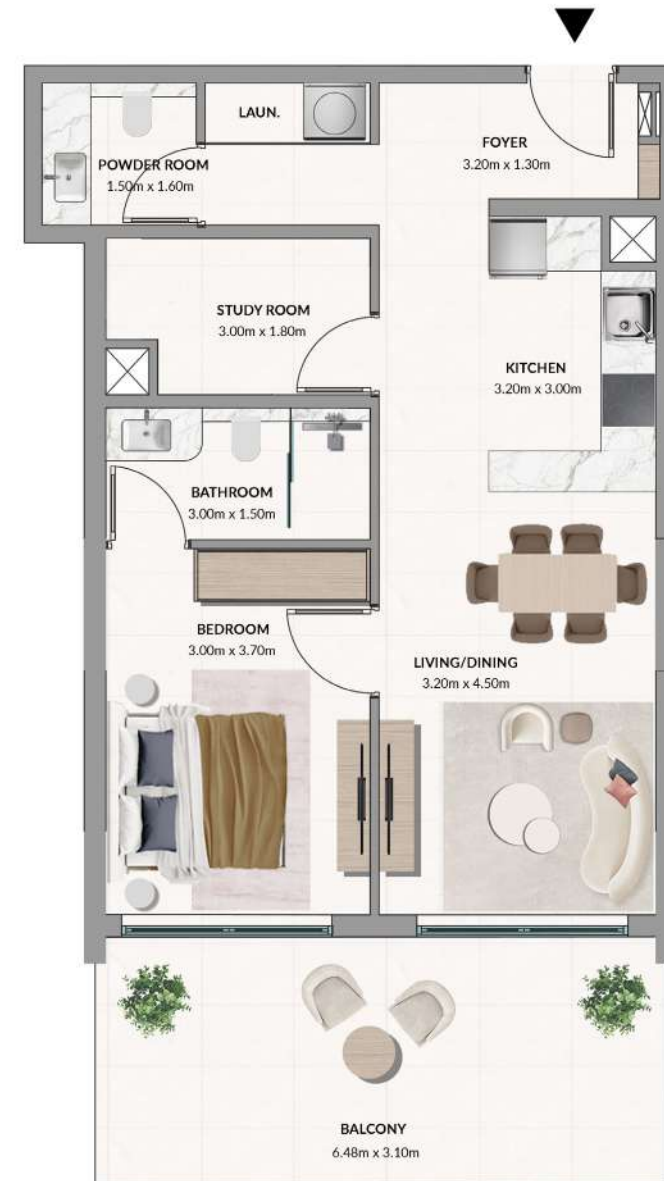 LAUN.
FOYER
3.20m x 1.30m
POWDER ROOM
1.50m x 1.60m
STUDY ROOM
3.00m x 1.80m
KITCHEN
3.20m x 3.00m
BATHROOM
3.00m x 1.50m
BEDROOM
3.00m x 3.70m
LIVING/DINING
3.20m x 4.50m
BALCONY
6.48m x 3.10m